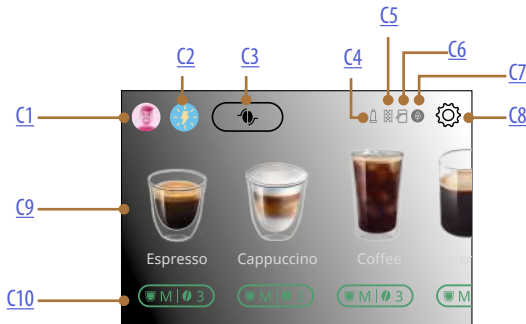 C5
C2 C3 C4 C6
C7
C1 C8
C9
Espresso Cappuccino Coffee
C10 M 3 M 3 M 3 M